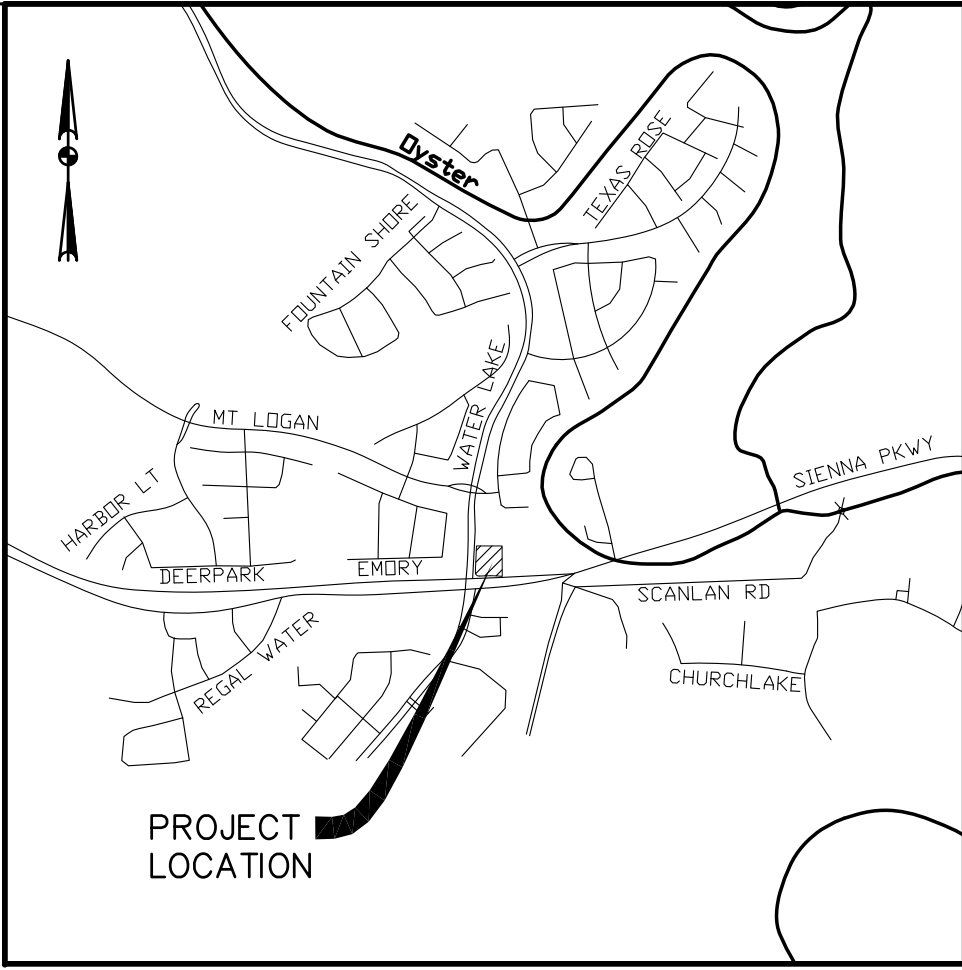 Oyster
TEXAS ROSE
FOUNTAIN SHORE
WATER LAKE
MT LOGAN
SIENNA PKWY
HARBOR LT
DEERPARK
EMORY
SCANLAN RD
REGAL WATER
CHURCHLAKE
PROJECT
LOCATION